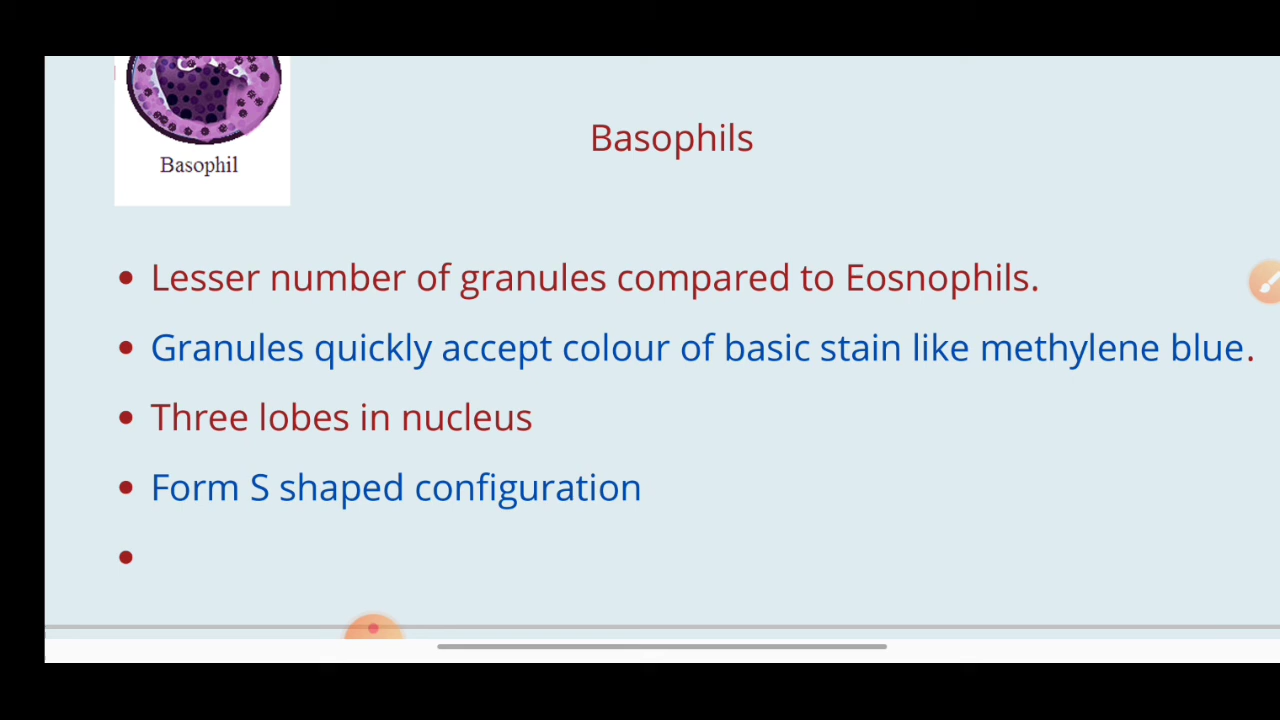 Basophil
Basophils
Lesser number of granules compared to Eosnophils.
Granules quickly accept colour of basic stain like methylene blue.
Three lobes in nucleus
Form S shaped configuration